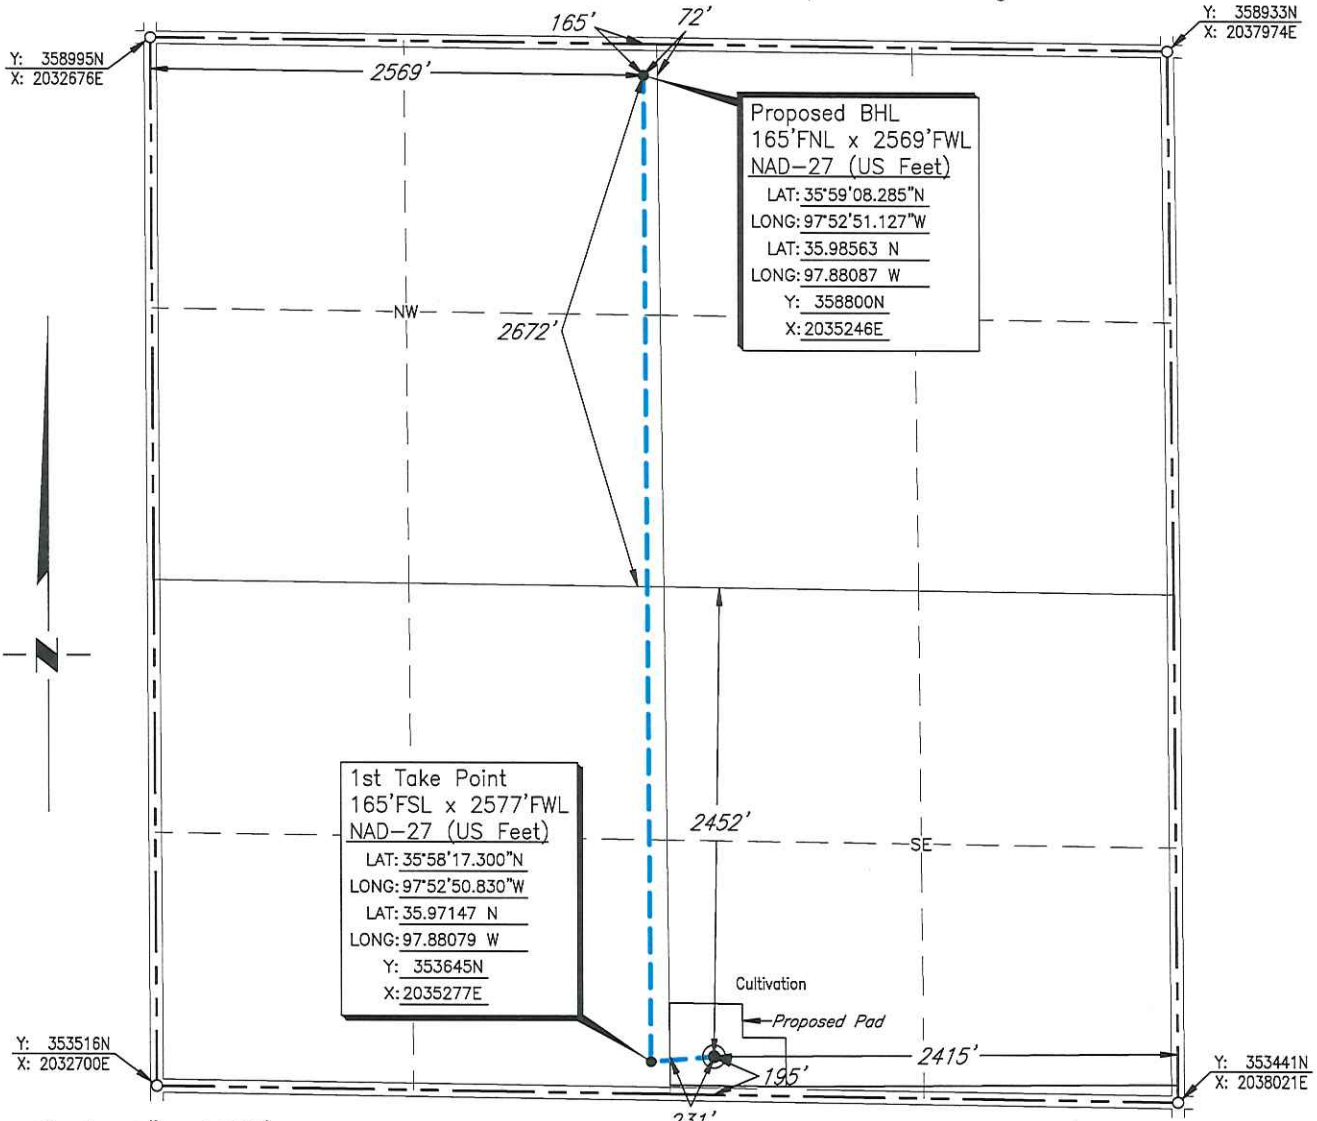 165'
72'
Y: 358933N
X: 2037974E
Y: 358995N
X: 2032676E
2569'
Proposed BHL
165'FNL x 2569'FWL
NAD-27 (US Feet)
LAT: 35°59'08.285"N
LONG: 97°52'51.127"W
LAT: 35.98563 N
LONG: 97.88087 W
Y: 358800N
X: 2035246E
NW
2672'
N
1st Take Point
165'FSL x 2577'FWL
NAD-27 (US Feet)
LAT: 35°58'17.300"N
LONG: 97°52'50.830"W
LAT: 35.97147 N
LONG: 97.88079 W
Y: 353645N
X: 2035277E
2452'
SE
Cultivation
Proposed Pad
Y: 353516N
X: 2032700E
2415'
195'
Y: 353441N
X: 2038021E
231'